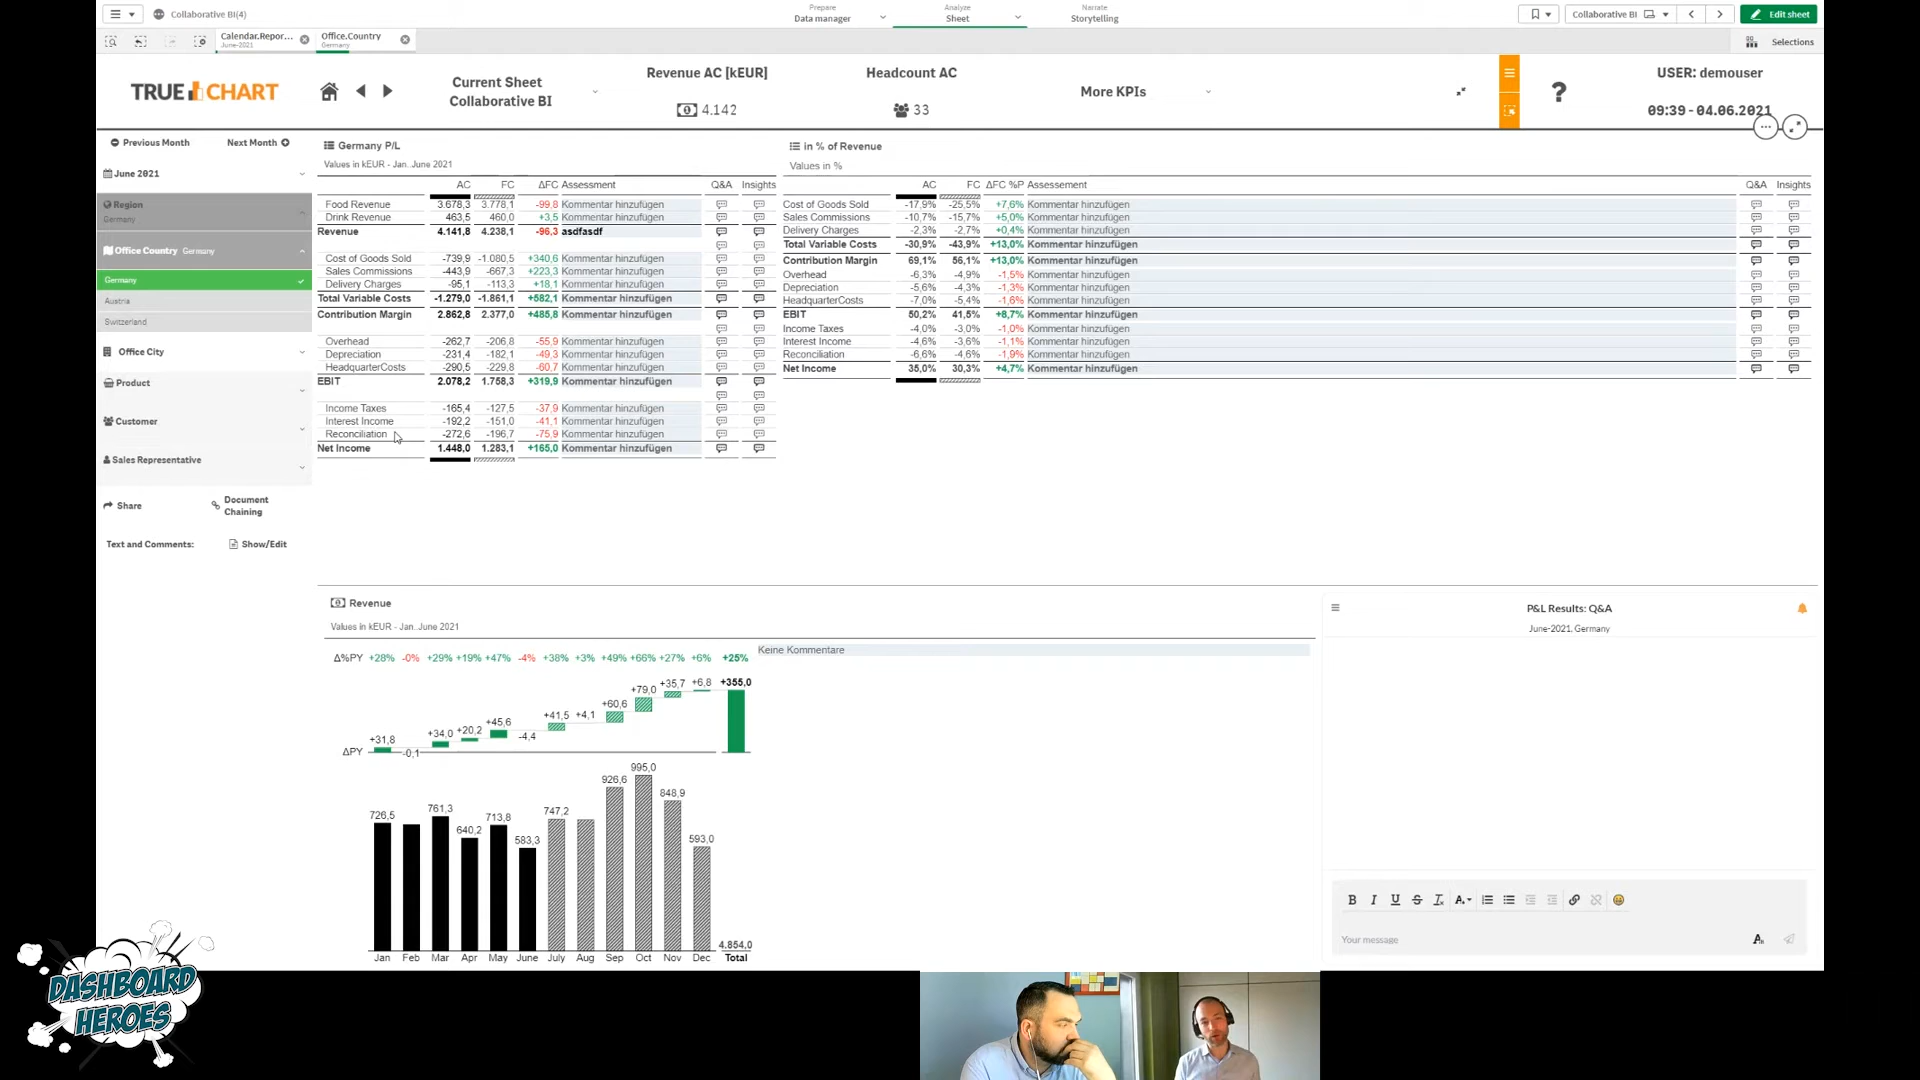 Collaborative BI(4)
Prepare
Data manager
Analyze
Sheet
Narrate
Storytelling
Collaborative BI
Edit sheet
Calendar.Repor...
June-2021
Office.Country
Germany
Selections
TRUE CHART
Current Sheet
Collaborative BI
Revenue AC [kEUR]
4.142
Headcount AC
33
More KPIs
?
USER: demouser
09:39 - 04.06.2021
Previous Month Next Month
June 2021
Region
Germany
Office Country Germany
Germany
Austria
Switzerland
Office City
Product
Customer
Sales Representative
Share
Document
Chaining
Text and Comments: Show/Edit
Germany P/L
Values in kEUR - Jan..June 2021
AC FC ΔFC Assessment Q&A Insights
Food Revenue 3.678,3 3.778,1 -99,8 Kommentar hinzufügen
Drink Revenue 463,5 460,0 +3,5 Kommentar hinzufügen
Revenue 4.141,8 4.238,1 -96,3 asdfasdf
Cost of Goods Sold -739,9 -1.080,5 +340,6 Kommentar hinzufügen
Sales Commissions -443,9 -667,3 +223,3 Kommentar hinzufügen
Delivery Charges -95,1 -113,3 +18,1 Kommentar hinzufügen
Total Variable Costs -1.279,0 -1.861,1 +582,1 Kommentar hinzufügen
Contribution Margin 2.862,8 2.377,0 +485,8 Kommentar hinzufügen
Overhead -262,7 -206,8 -55,9 Kommentar hinzufügen
Depreciation -231,4 -182,1 -49,3 Kommentar hinzufügen
HeadquarterCosts -290,5 -229,8 -60,7 Kommentar hinzufügen
EBIT 2.078,2 1.758,3 +319,9 Kommentar hinzufügen
Income Taxes -165,4 -127,5 -37,9 Kommentar hinzufügen
Interest Income -192,2 -151,0 -41,1 Kommentar hinzufügen
Reconciliation -272,6 -196,7 -75,9 Kommentar hinzufügen
Net Income 1.448,0 1.283,1 +165,0 Kommentar hinzufügen
in % of Revenue
Values in %
AC FC ΔFC %P Assessement Q&A Insights
Cost of Goods Sold -17,9% -25,5% +7,6% Kommentar hinzufügen
Sales Commissions -10,7% -15,7% +5,0% Kommentar hinzufügen
Delivery Charges -2,3% -2,7% +0,4% Kommentar hinzufügen
Total Variable Costs -30,9% -43,9% +13,0% Kommentar hinzufügen
Contribution Margin 69,1% 56,1% +13,0% Kommentar hinzufügen
Overhead -6,3% -4,9% -1,5% Kommentar hinzufügen
Depreciation -5,6% -4,3% -1,3% Kommentar hinzufügen
HeadquarterCosts -7,0% -5,4% -1,6% Kommentar hinzufügen
EBIT 50,2% 41,5% +8,7% Kommentar hinzufügen
Income Taxes -4,0% -3,0% -1,0% Kommentar hinzufügen
Interest Income -4,6% -3,6% -1,1% Kommentar hinzufügen
Reconciliation -6,6% -4,6% -1,9% Kommentar hinzufügen
Net Income 35,0% 30,3% +4,7% Kommentar hinzufügen
Revenue
Values in kEUR - Jan..June 2021
Δ%PY +28% -0% +29% +19% +47% -4% +38% +3% +49% +66% +27% +6% +25%
Keine Kommentare
ΔPY +31,8 -0,1 +34,0 +20,2 +45,6 -4,4 +41,5 +4,1 +60,6 +79,0 +35,7 +6,8 +355,0
726,5 761,3 640,2 713,8 583,3 747,2 926,6 995,0 848,9 593,0 4.854,0
Jan Feb Mar Apr May June July Aug Sep Oct Nov Dec Total
P&L Results: Q&A
June-2021, Germany
B I U S Tx A
Your message
A
DASHBOARD
HEROES